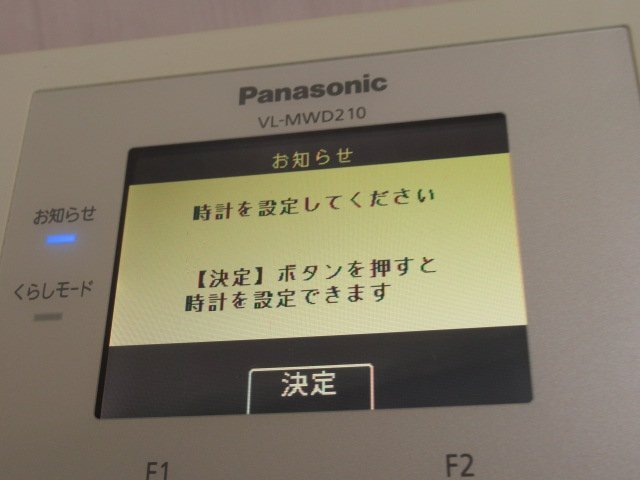 Panasonic
VL-MWD210
お知らせ
お知らせ
時計を設定してください
くらしモード
【決定】ボタンを押すと
時計を設定できます
決定
F1
F2